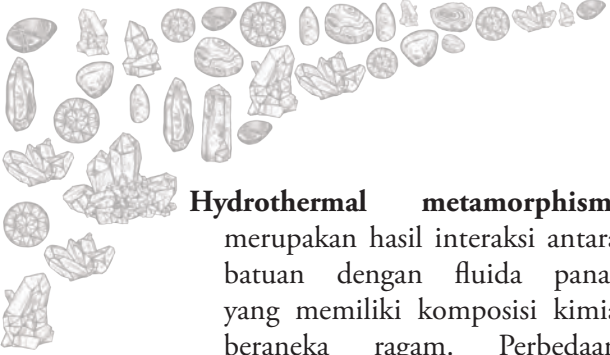 Hydrothermal metamorphism
merupakan hasil interaksi antara
batuan dengan fluida panas
yang memiliki komposisi kimia
beraneka ragam. Perbedaan